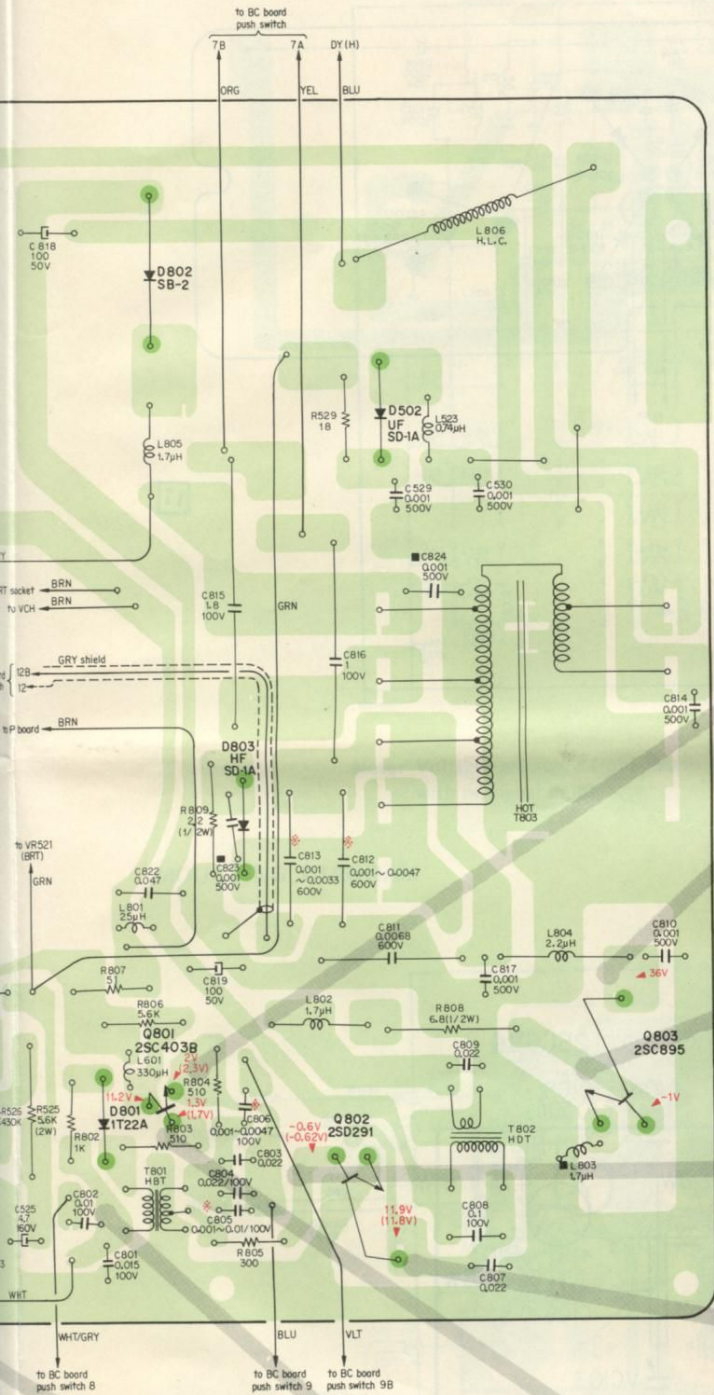 to BC board
push switch
7B 7A DY (H)
ORG YEL BLU
L806
H.L.C.
C818
100
50V
D802
SB-2
R529
18
D502
UF
SD-1A
L523
0.74μH
L805
1.7μH
C529
0.001
500V
C530
0.001
500V
■C824
0.001
500V
BRN
to VCH BRN
C815
1.8
100V
GRN
C816
1
100V
GRY shield
12B
12
C814
0.001
500V
to P board BRN
D803
HF
SD-1A
HOT
T803
R809
2.2
(1/2W)
■
C823
0.001
500V
※
C813
0.001
~0.0033
600V
※
C812
0.001~0.0047
600V
to VR521
(BRT)
GRN
C822
0.047
L801
25μH
C811
0.0068
600V
L804
2.2μH
C810
0.001
500V
36V
R807
51
C819
100
50V
C817
0.001
500V
R806
5.6K
L802
1.7μH
R808
6.8(1/2W)
Q801
2SC403B
Q803
2SC895
L601
330μH
2V
(2.3V)
R804
510
C809
0.022
11.2V
1.3V
(1.7V)
-1V
R526
430K
R525
5.6K
(2W)
R802
1K
D801
1T22A
R803
510
※
C806
0.001~0.0047
100V
-0.6V
(-0.62V)
Q802
2SD291
T802
HDT
C803
0.022
■L803
1.7μH
T801
HBT
C804
0.022/100V
C802
0.01
100V
※
C805
0.001~0.01/100V
11.9V
(11.8V)
C808
0.1
100V
C525
4.7
160V
R805
300
C801
0.015
100V
C807
0.022
WHT
WHT/GRY BLU VLT
to BC board
push switch 8
to BC board
push switch 9
to BC board
push switch 9B